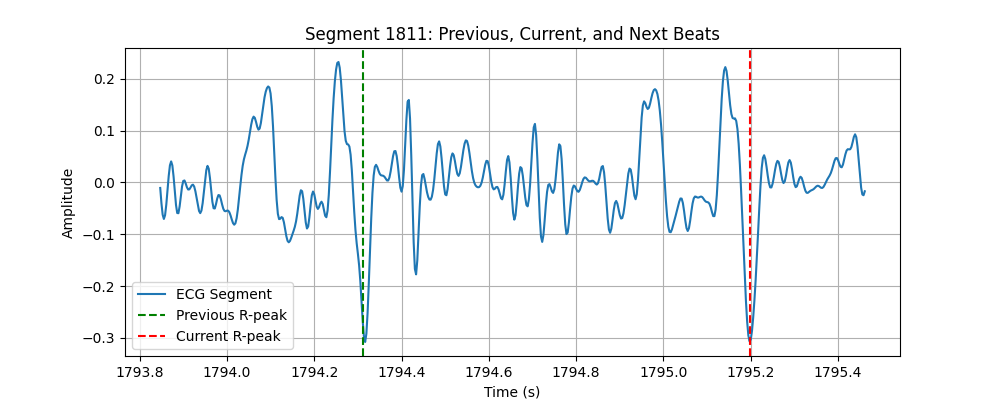 Segment 1811: Previous, Current, and Next Beats
Amplitude
0.2
0.1
0.0
−0.1
−0.2
−0.3
ECG Segment
Previous R-peak
Current R-peak
1793.8 1794.0 1794.2 1794.4 1794.6 1794.8 1795.0 1795.2 1795.4
Time (s)